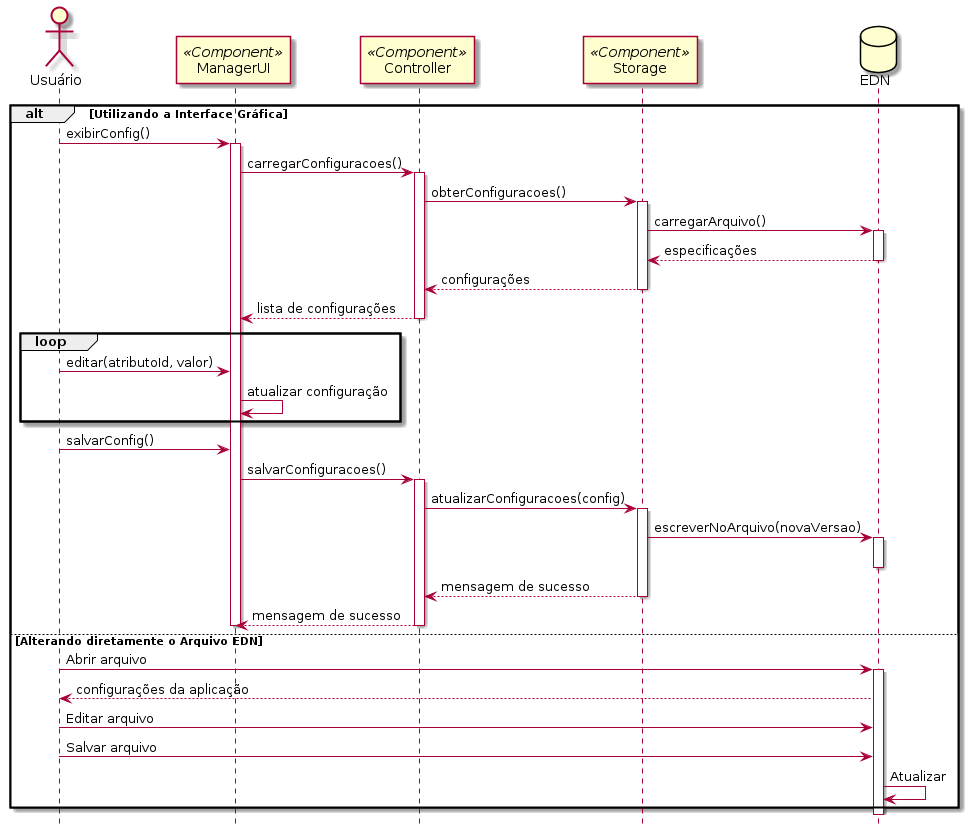 Usuário
«Component»
ManagerUI
«Component»
Controller
«Component»
Storage
EDN
alt
[Utilizando a Interface Gráfica]
exibirConfig()
carregarConfiguracoes()
obterConfiguracoes()
carregarArquivo()
especificações
configurações
lista de configurações
loop
editar(atributoId, valor)
atualizar configuração
salvarConfig()
salvarConfiguracoes()
atualizarConfiguracoes(config)
escreverNoArquivo(novaVersao)
mensagem de sucesso
mensagem de sucesso
[Alterando diretamente o Arquivo EDN]
Abrir arquivo
configurações da aplicação
Editar arquivo
Salvar arquivo
Atualizar